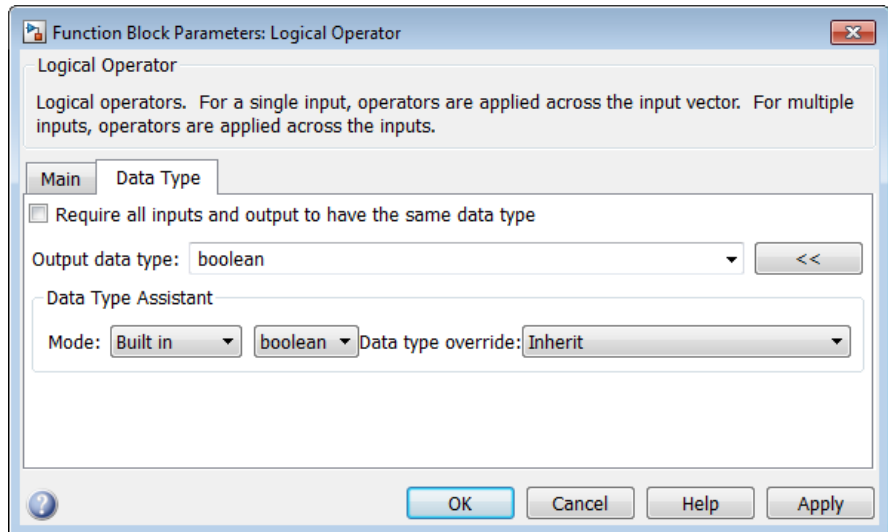 Function Block Parameters: Logical Operator
Logical Operator
Logical operators. For a single input, operators are applied across the input vector. For multiple
inputs, operators are applied across the inputs.
Main Data Type
Require all inputs and output to have the same data type
Output data type: boolean <<
Data Type Assistant
Mode: Built in boolean Data type override: Inherit
? OK Cancel Help Apply